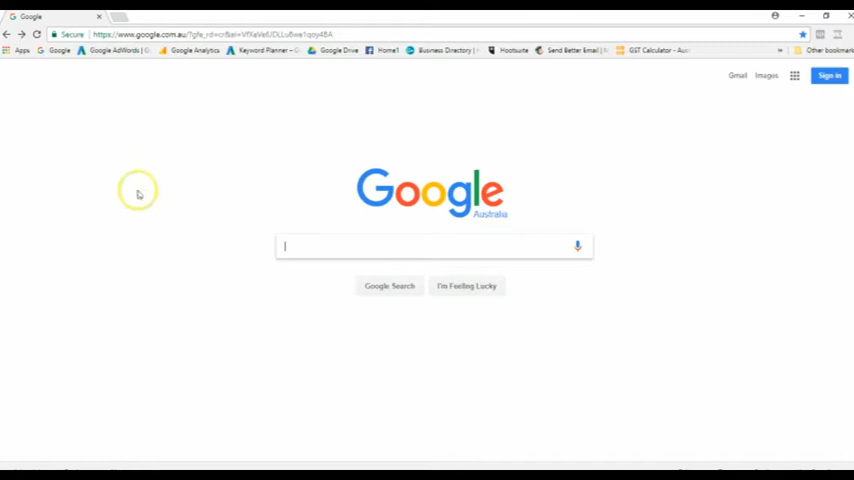 Google
Secure https://www.google.com.au/?gfe_rd=cr&ei=
Apps Google Google AdWords | G Google Analytics Keyword Planner – G Google Drive Home1 Business Directory | Hootsuite Send Better Email | M GST Calculator - Aus » Other bookmark
Gmail Images Sign in
Google
Australia
Google Search I'm Feeling Lucky